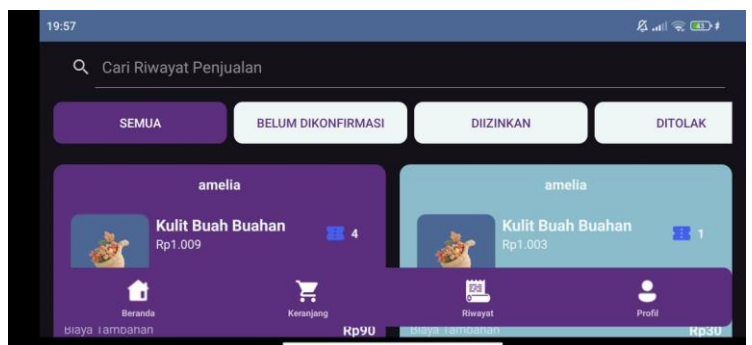 19:57
43
Cari Riwayat Penjualan
SEMUA
BELUM DIKONFIRMASI
DIIZINKAN
DITOLAK
amelia
Kulit Buah Buahan
Rp1.009
4
amelia
Kulit Buah Buahan
Rp1.003
1
Beranda
Keranjang
Riwayat
Profil
Biaya Tambahan
Rp90
Biaya Tambahan
Rp30